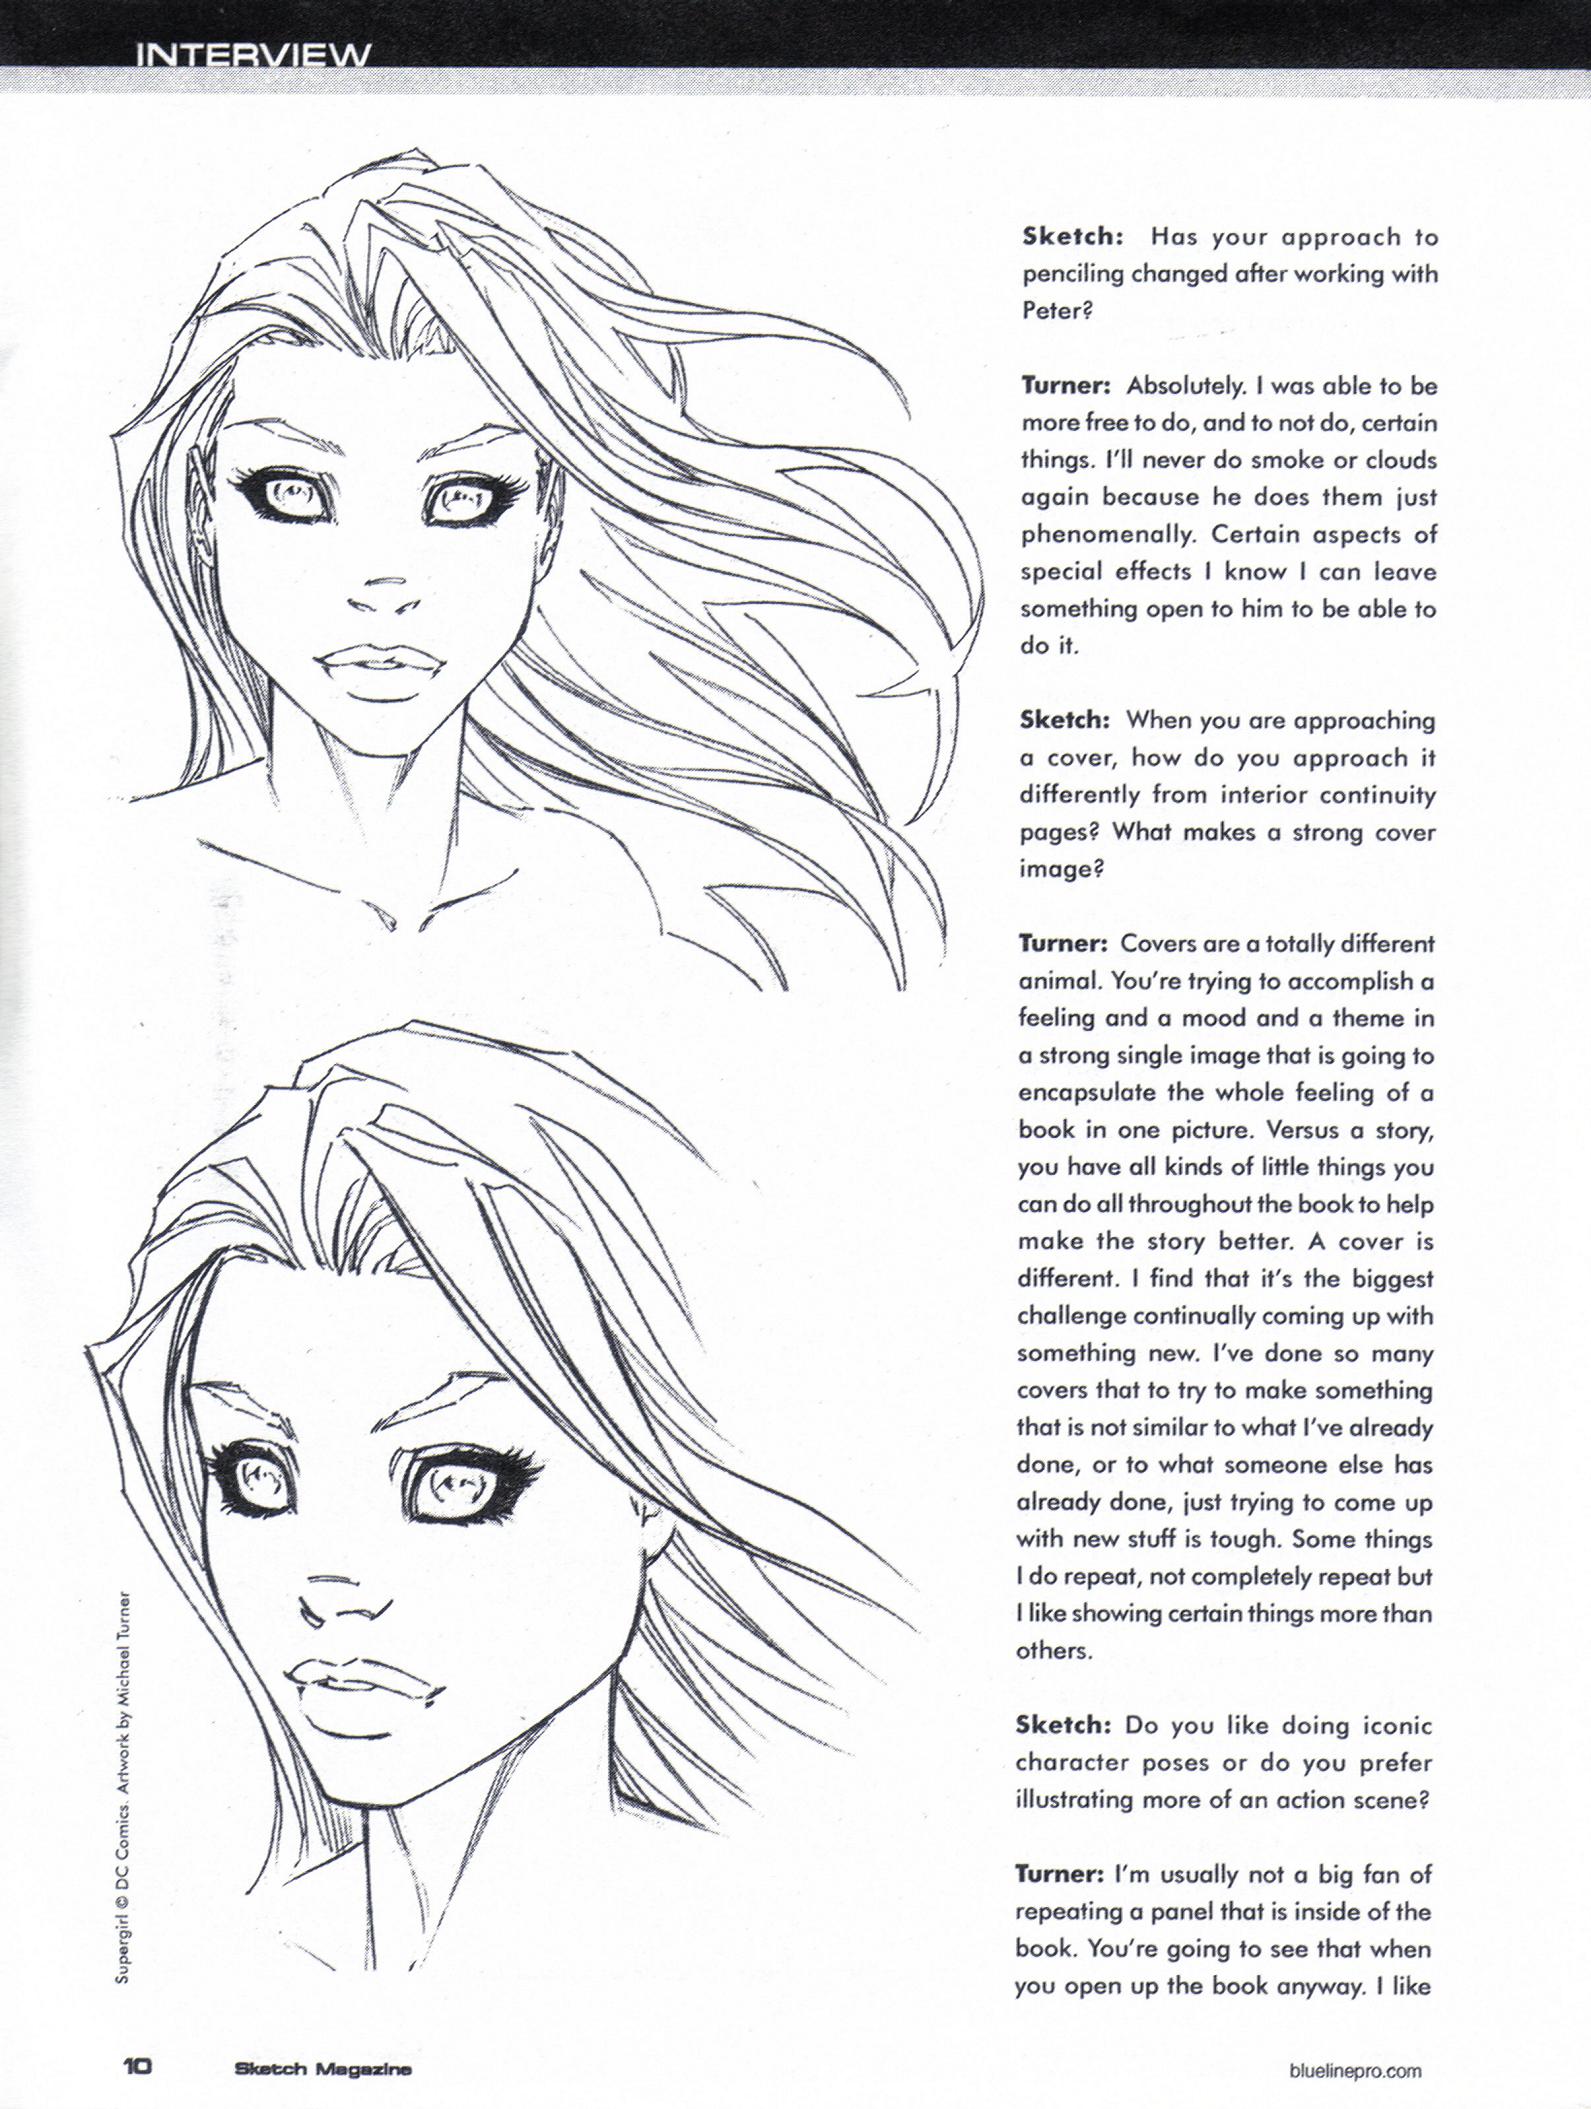 INTERVIEW
Sketch: Has your approach to
penciling changed after working with
Peter?
Turner: Absolutely. I was able to be
more free to do, and to not do, certain
things. I'll never do smoke or clouds
again because he does them just
phenomenally. Certain aspects of
special effects I know I can leave
something open to him to be able to
do it.
Sketch: When you are approaching
a cover, how do you approach it
differently from interior continuity
pages? What makes a strong cover
image?
Turner: Covers are a totally different
animal. You're trying to accomplish a
feeling and a mood and a theme in
a strong single image that is going to
encapsulate the whole feeling of a
book in one picture. Versus a story,
you have all kinds of little things you
can do all throughout the book to help
make the story better. A cover is
different. I find that it's the biggest
challenge continually coming up with
something new. I've done so many
covers that to try to make something
that is not similar to what I've already
done, or to what someone else has
already done, just trying to come up
with new stuff is tough. Some things
I do repeat, not completely repeat but
I like showing certain things more than
others.
Sketch: Do you like doing iconic
character poses or do you prefer
illustrating more of an action scene?
Turner: I'm usually not a big fan of
repeating a panel that is inside of the
book. You're going to see that when
you open up the book anyway. I like
Supergirl © DC Comics. Artwork by Michael Turner
10 Sketch Magazine
bluelinepro.com